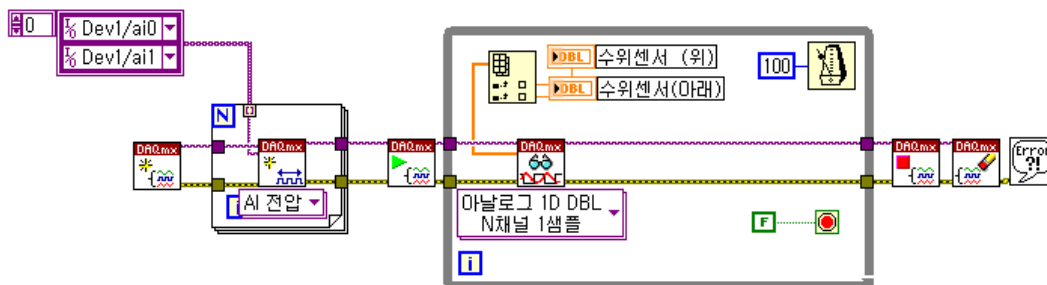 0
Dev1/ai0
Dev1/ai1
N
DAQmx
DAQmx
AI 전압
DAQmx
DBL
수위센서 (위)
DBL
수위센서(아래)
100
DAQmx
아날로그 1D DBL
N채널 1샘플
i
F
DAQmx
DAQmx
Error
?!